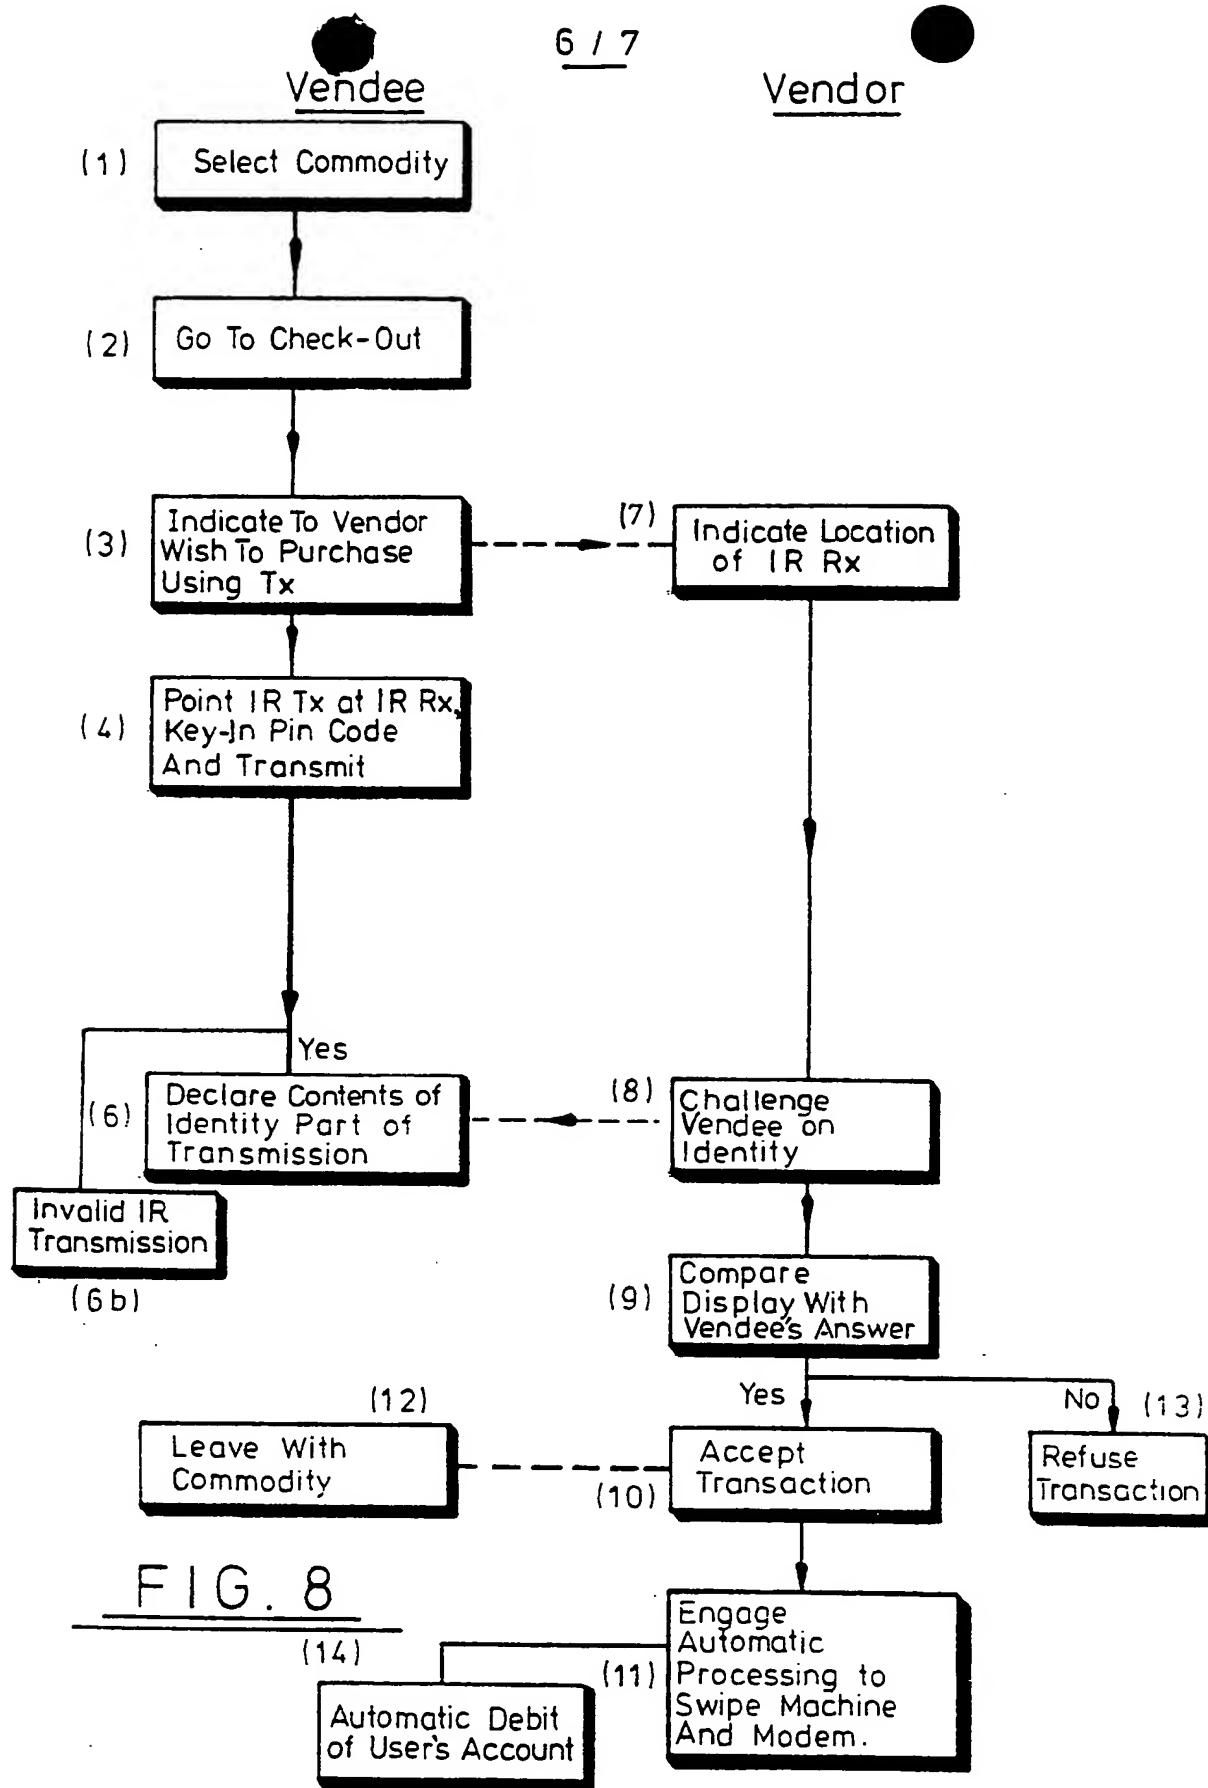 6 / 7
Vendee
Vendor
(1)
Select Commodity
(2)
Go To Check-Out
(3)
Indicate To Vendor
Wish To Purchase
Using Tx
(7)
Indicate Location
of IR Rx
(4)
Point IR Tx at IR Rx,
Key-In Pin Code
And Transmit
Yes
(6)
Declare Contents of
Identity Part of
Transmission
(8)
Challenge
Vendee on
Identity
Invalid IR
Transmission
(6b)
(9)
Compare
Display With
Vendee's Answer
Yes
No
(13)
(12)
Leave With
Commodity
Accept
Transaction
(10)
Refuse
Transaction
FIG. 8
(14)
Automatic Debit
of User's Account
(11)
Engage
Automatic
Processing to
Swipe Machine
And Modem.